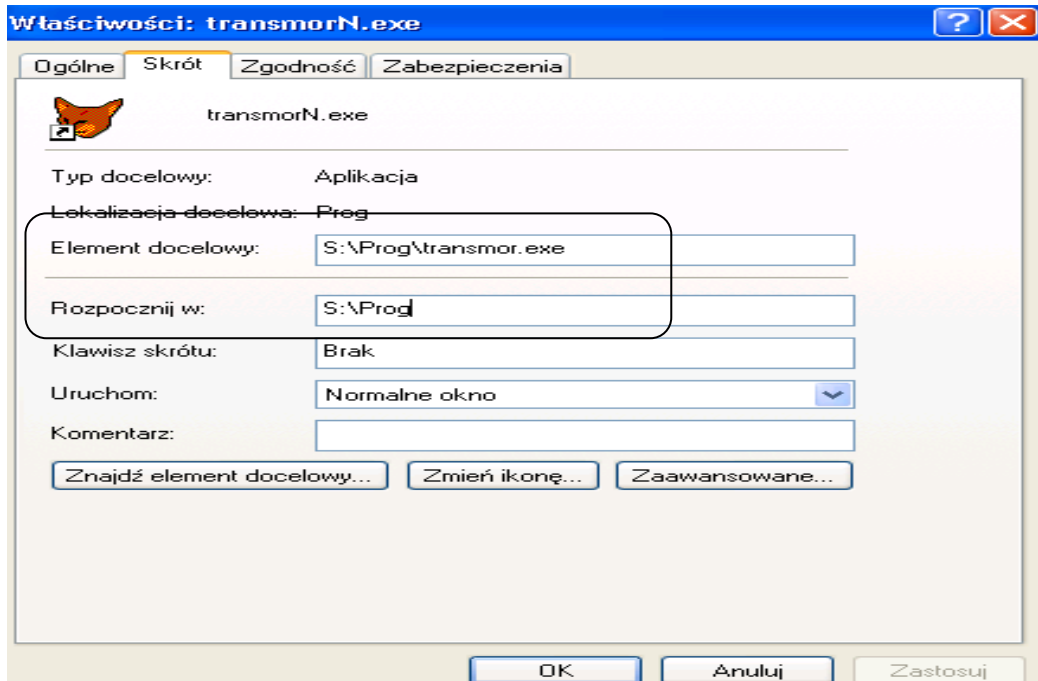 Właściwości: transmorN.exe
Ogólne Skrót Zgodność Zabezpieczenia
transmorN.exe
Typ docelowy: Aplikacja
Lokalizacja docelowa: Prog
Element docelowy: S:\Prog\transmor.exe
Rozpocznij w: S:\Prog
Klawisz skrótu: Brak
Uruchom: Normalne okno
Komentarz:
Znajdź element docelowy... Zmień ikonę... Zaawansowane...
OK Anuluj Zastosuj